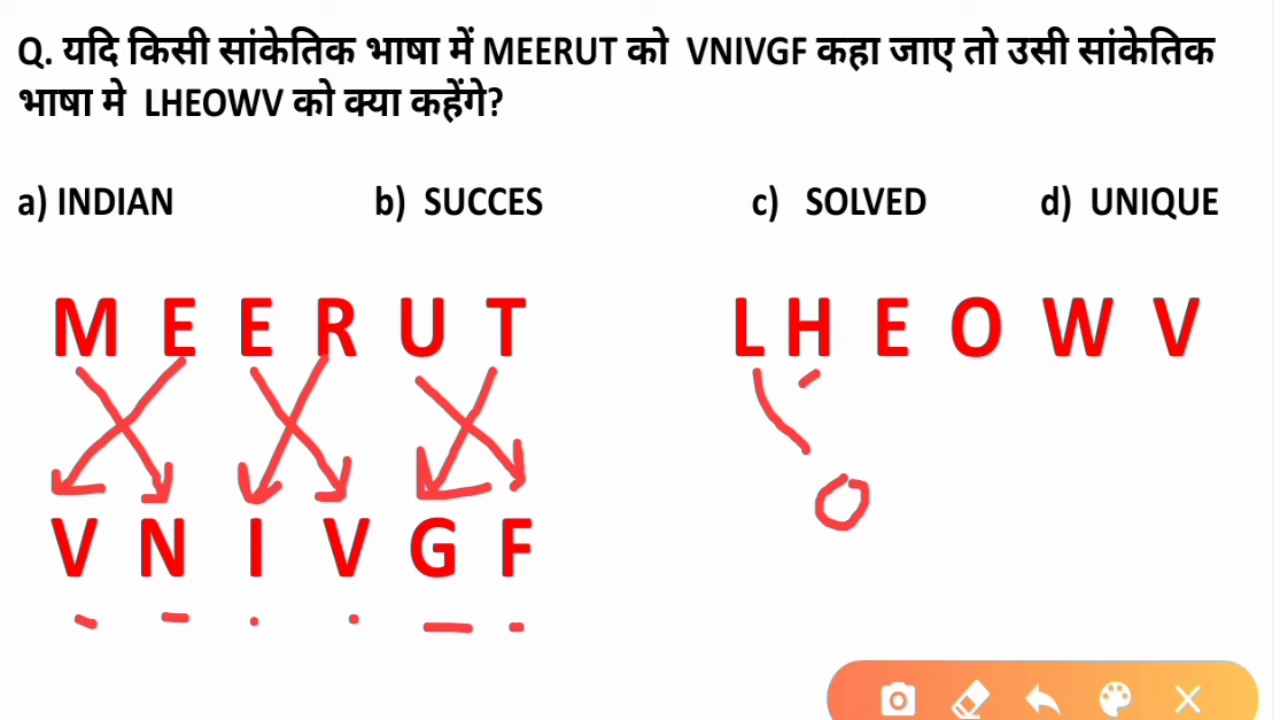 Q. यदि किसी सांकेतिक भाषा में MEERUT को VNIVGF कहा जाए तो उसी सांकेतिक
भाषा मे LHEOWV को क्या कहेंगे?
a) INDIAN b) SUCCES c) SOLVED d) UNIQUE
M E E R U T L H E O W V
O
V N I V G F